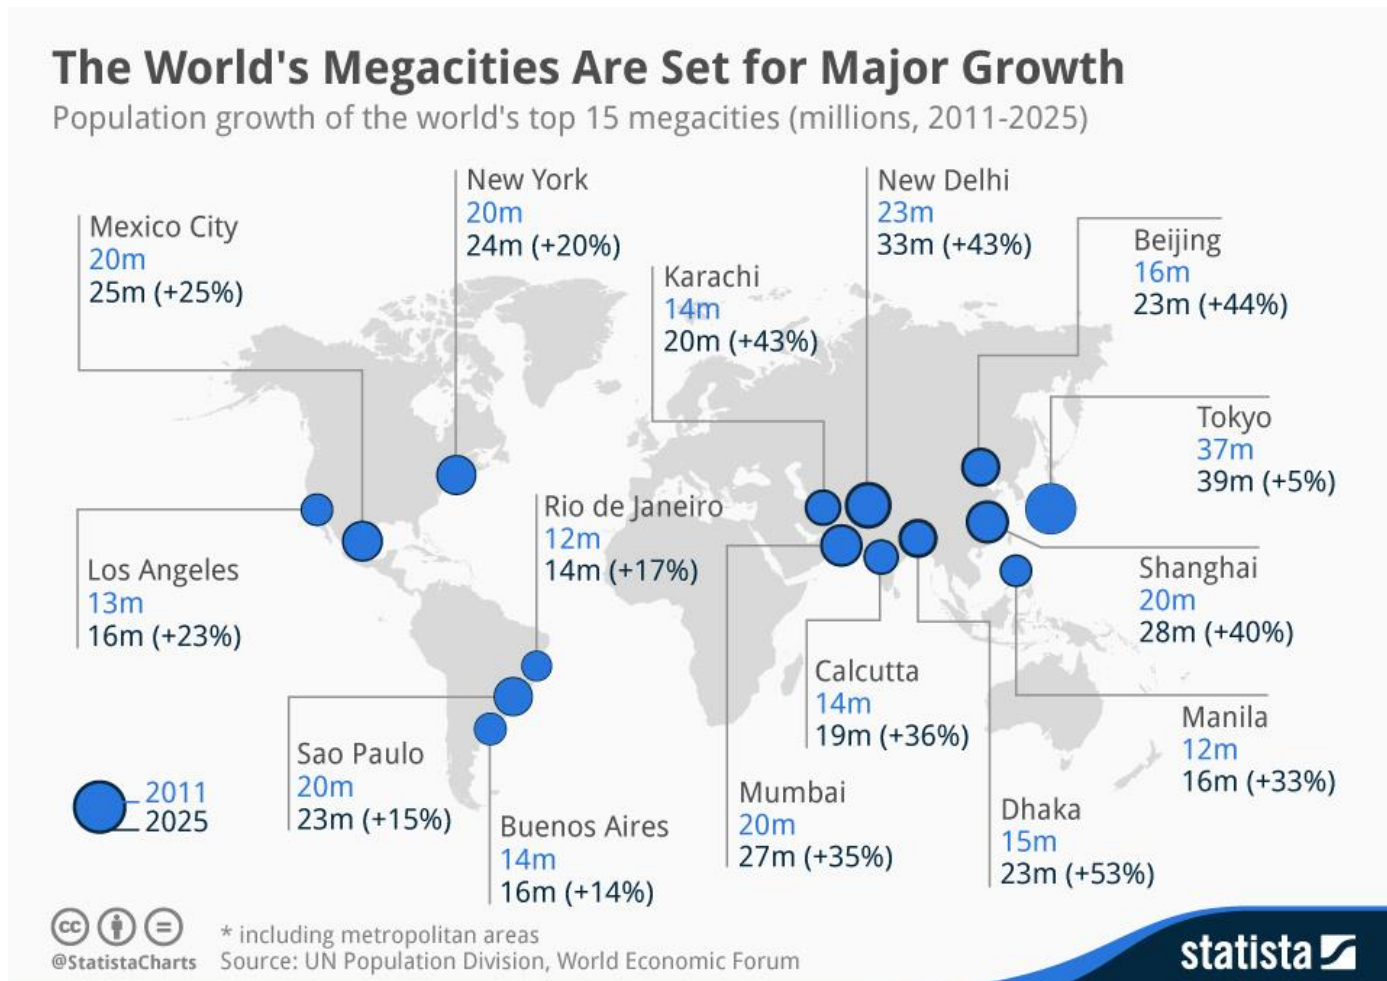 The World's Megacities Are Set for Major Growth
Population growth of the world's top 15 megacities (millions, 2011-2025)
Mexico City
20m
25m (+25%)
New York
20m
24m (+20%)
Karachi
14m
20m (+43%)
New Delhi
23m
33m (+43%)
Beijing
16m
23m (+44%)
Tokyo
37m
39m (+5%)
Los Angeles
13m
16m (+23%)
Rio de Janeiro
12m
14m (+17%)
Shanghai
20m
28m (+40%)
Calcutta
14m
19m (+36%)
Manila
12m
16m (+33%)
Sao Paulo
20m
23m (+15%)
Buenos Aires
14m
16m (+14%)
Mumbai
20m
27m (+35%)
Dhaka
15m
23m (+53%)
2011
2025
cc
@StatistaCharts
* including metropolitan areas
Source: UN Population Division, World Economic Forum
statista